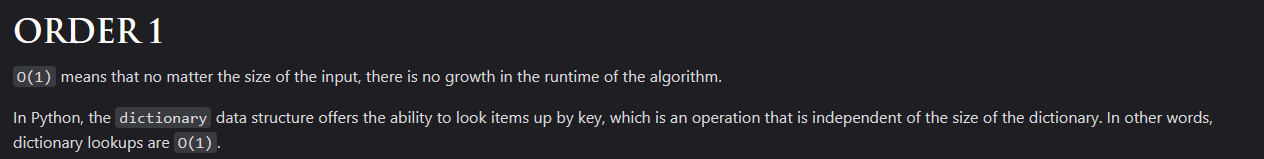 ORDER 1
O(1) means that no matter the size of the input, there is no growth in the runtime of the algorithm.
In Python, the dictionary data structure offers the ability to look items up by key, which is an operation that is independent of the size of the dictionary. In other words,
dictionary lookups are O(1).